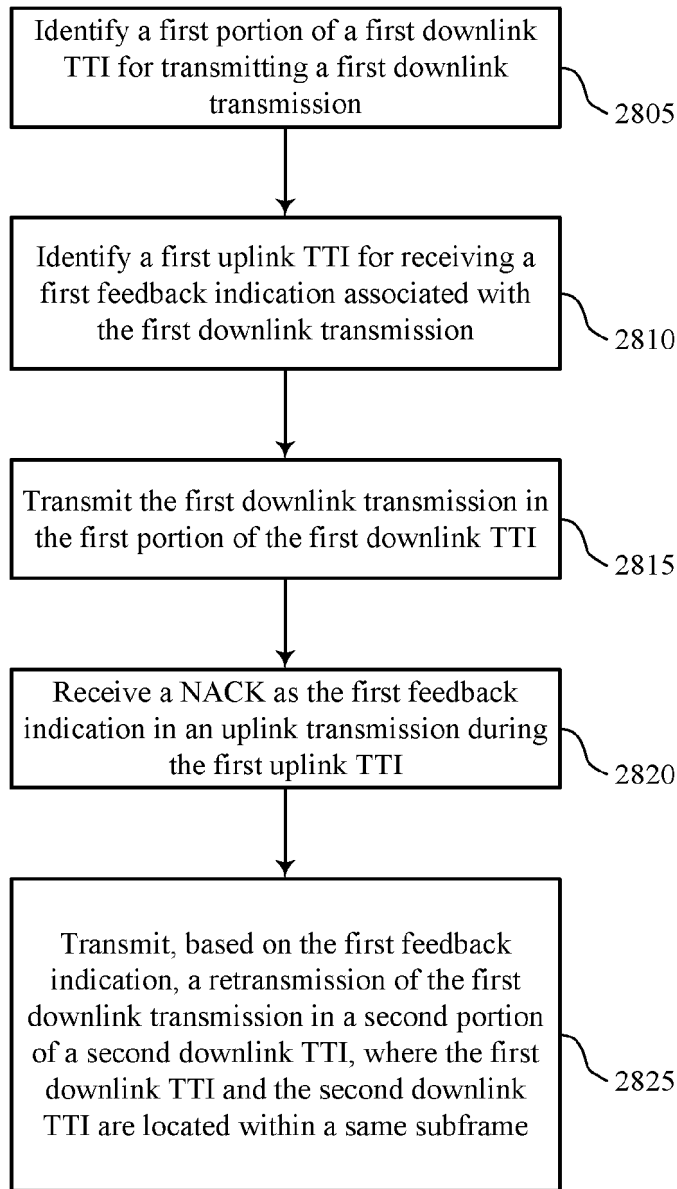 Identify a first portion of a first downlink
TTI for transmitting a first downlink
transmission
2805
Identify a first uplink TTI for receiving a
first feedback indication associated with
the first downlink transmission
2810
Transmit the first downlink transmission in
the first portion of the first downlink TTI
2815
Receive a NACK as the first feedback
indication in an uplink transmission during
the first uplink TTI
2820
Transmit, based on the first feedback
indication, a retransmission of the first
downlink transmission in a second portion
of a second downlink TTI, where the first
downlink TTI and the second downlink
TTI are located within a same subframe
2825